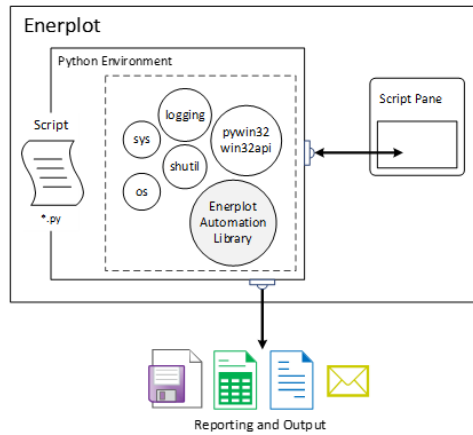 Enerplot
Python Environment
Script
*.py
logging
sys
shutil
os
pywin32
win32api
Enerplot
Automation
Library
Script Pane
Reporting and Output